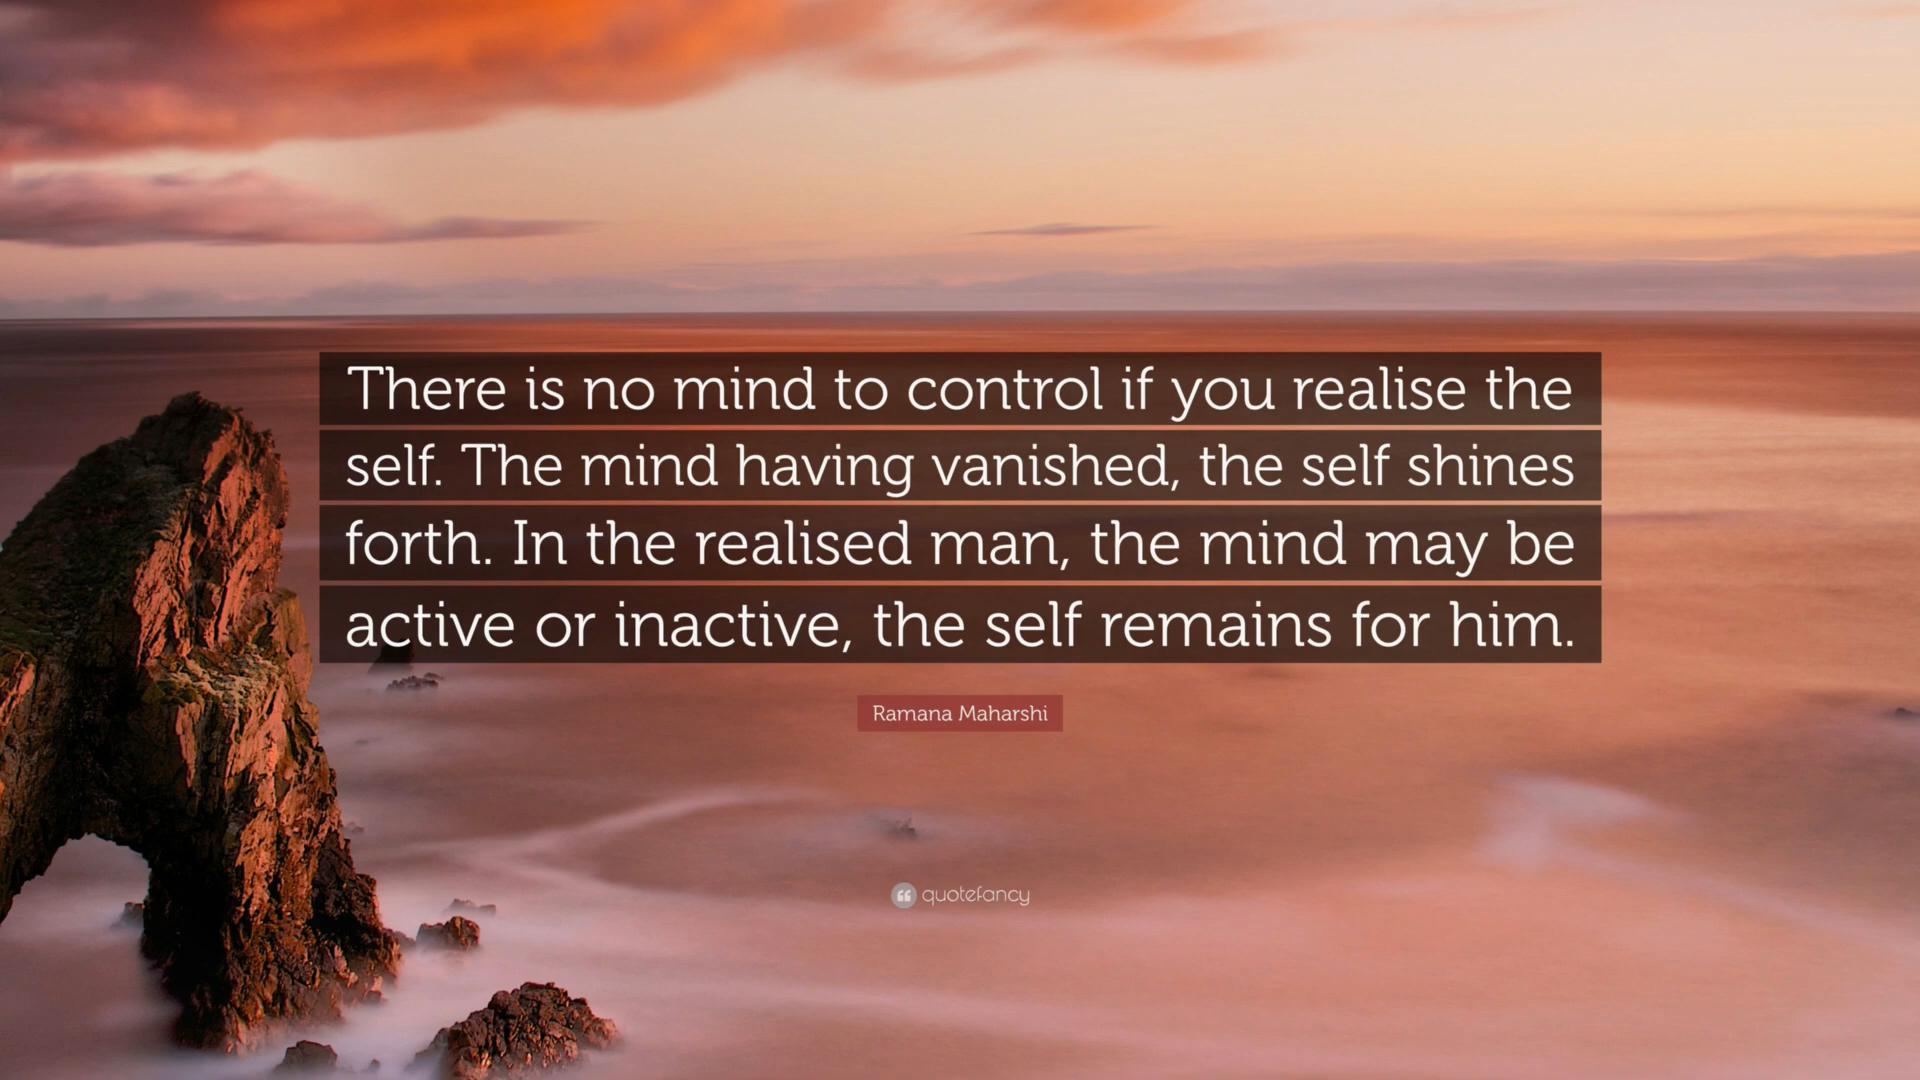 There is no mind to control if you realise the
self. The mind having vanished, the self shines
forth. In the realised man, the mind may be
active or inactive, the self remains for him.
Ramana Maharshi
quotefancy